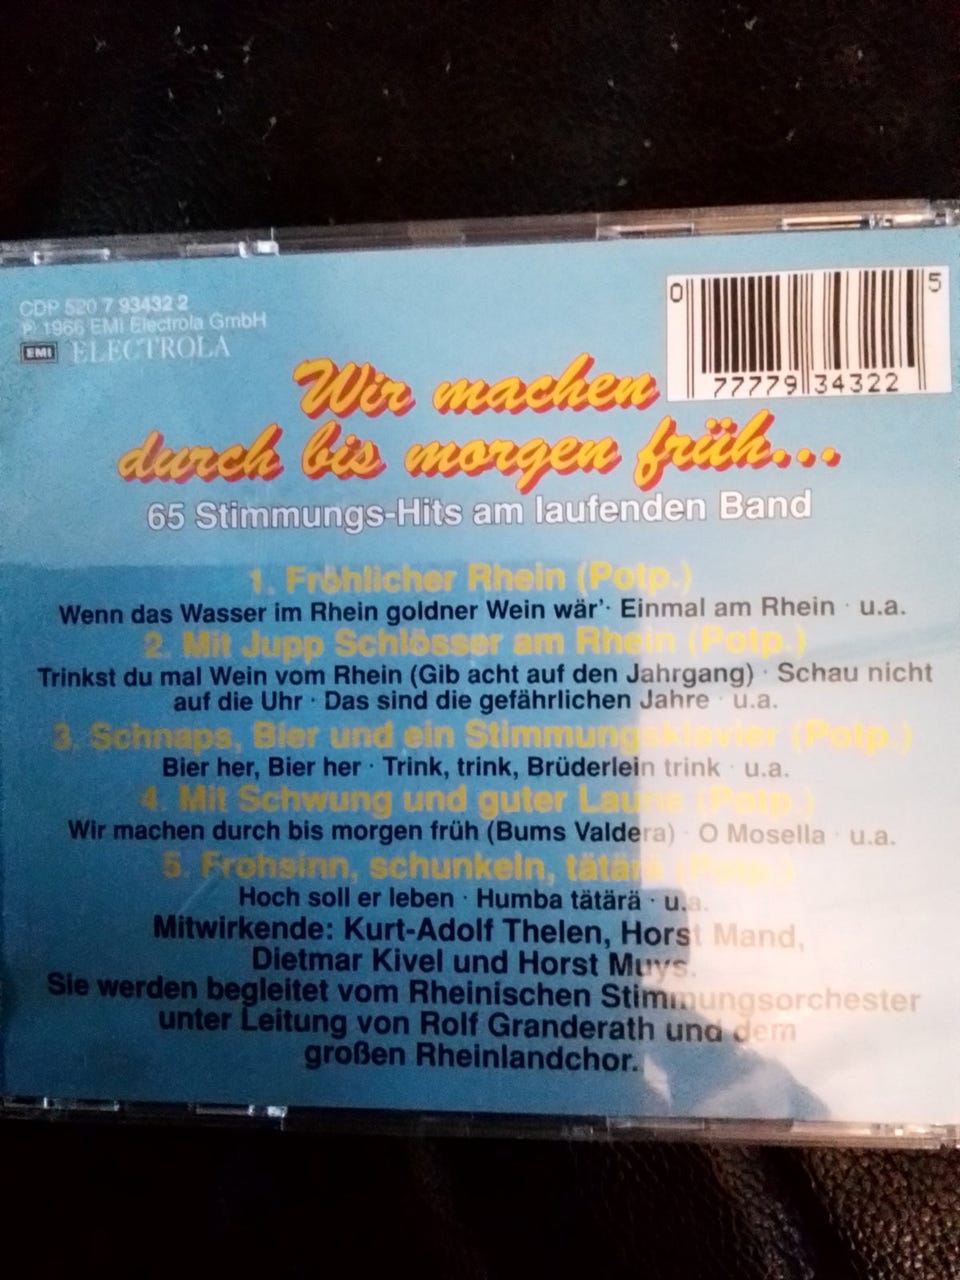 CDP 520 7 93432 2
℗ 1966 EMI Electrola GmbH
EMI ELECTROLA
0 77779 34322 5
Wir machen
durch bis morgen früh...
65 Stimmungs-Hits am laufenden Band
1. Fröhlicher Rhein (Potp.)
Wenn das Wasser im Rhein goldner Wein wär' · Einmal am Rhein · u.a.
2. Mit Jupp Schlösser am Rhein (Potp.)
Trinkst du mal Wein vom Rhein (Gib acht auf den Jahrgang) · Schau nicht
auf die Uhr · Das sind die gefährlichen Jahre · u.a.
3. Schnaps, Bier und ein Stimmungsklavier (Potp.)
Bier her, Bier her · Trink, trink, Brüderlein trink · u.a.
4. Mit Schwung und guter Laune (Potp.)
Wir machen durch bis morgen früh (Bums Valdera) · O Mosella · u.a.
5. Frohsinn, schunkeln, tätärä (Potp.)
Hoch soll er leben · Humba tätärä · u.a.
Mitwirkende: Kurt-Adolf Thelen, Horst Mand,
Dietmar Kivel und Horst Muys.
Sie werden begleitet vom Rheinischen Stimmungsorchester
unter Leitung von Rolf Granderath und dem
großen Rheinlandchor.